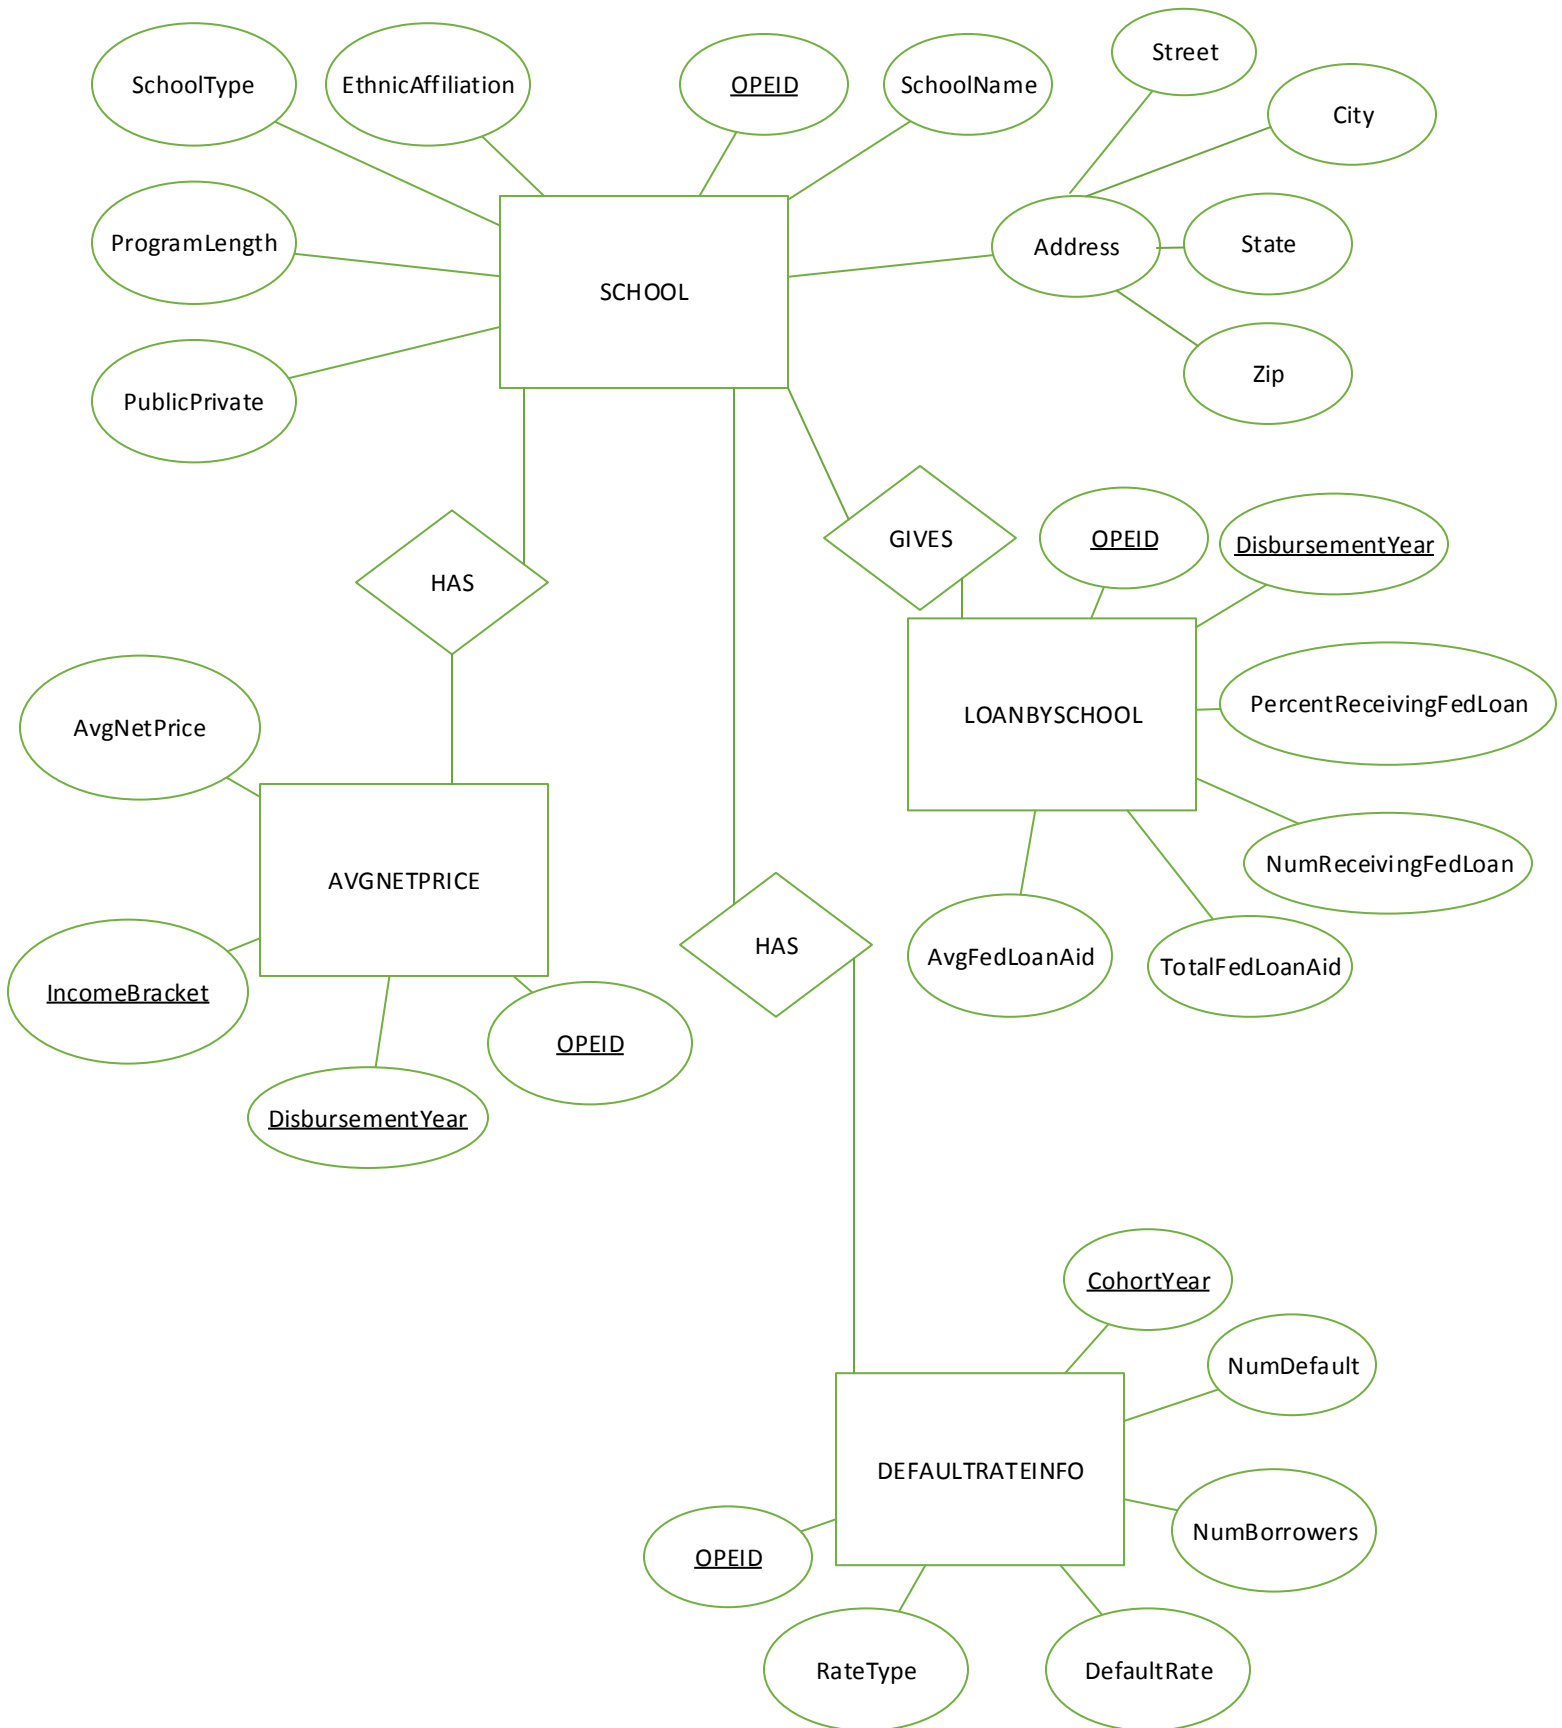 Street
SchoolType
EthnicAffiliation
OPEID
SchoolName
City
ProgramLength
Address
State
SCHOOL
Zip
PublicPrivate
GIVES
OPEID
DisbursementYear
HAS
PercentReceivingFedLoan
LOANBYSCHOOL
AvgNetPrice
NumReceivingFedLoan
AVGNETPRICE
HAS
AvgFedLoanAid
TotalFedLoanAid
IncomeBracket
OPEID
DisbursementYear
CohortYear
NumDefault
DEFAULTRATEINFO
NumBorrowers
OPEID
RateType
DefaultRate